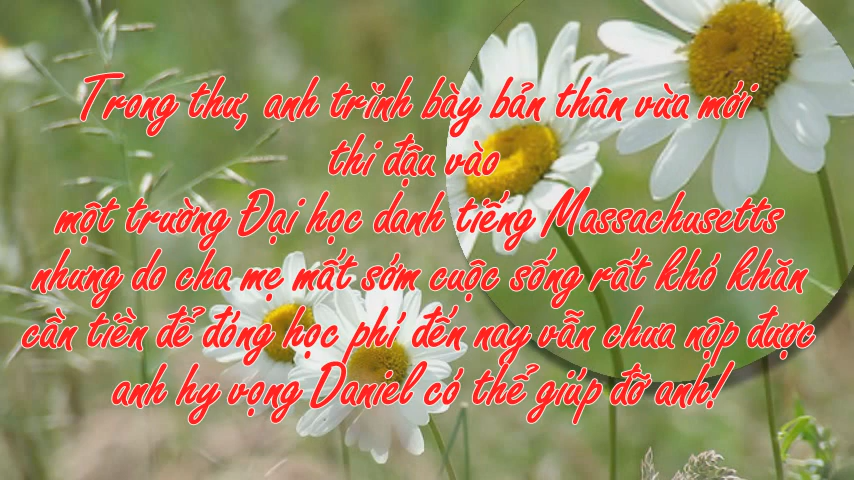 Trong thư, anh trình bày bản thân vừa mới
thi đậu vào
một trường Đại học danh tiếng Massachusetts
nhưng do cha mẹ mất sớm cuộc sống rất khó khăn
cần tiền để đóng học phí đến nay vẫn chưa nộp được
anh hy vọng Daniel có thể giúp đỡ anh!